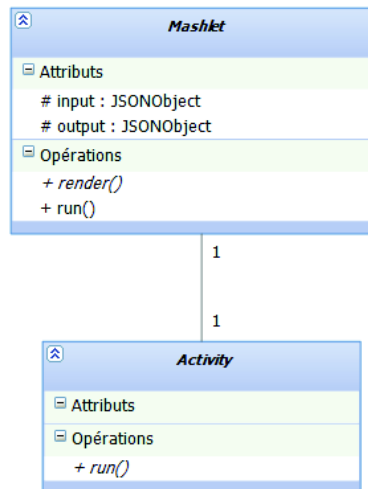 Mashlet
Attributs
# input : JSONObject
# output : JSONObject
Opérations
+ render()
+ run()
1
1
Activity
Attributs
Opérations
+ run()